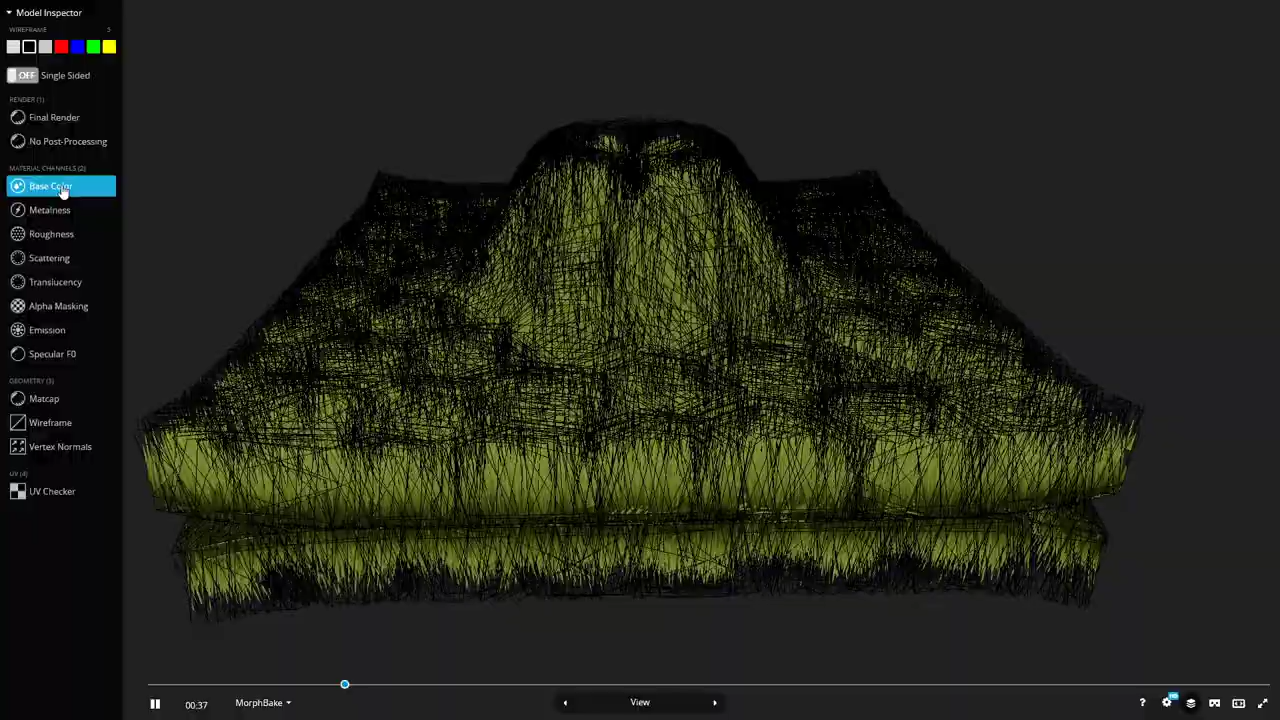 Model Inspector
WIREFRAME 5
OFF Single Sided
RENDER (1)
Final Render
No Post-Processing
MATERIAL CHANNELS (2)
Base Color
Metalness
Roughness
Scattering
Translucency
Alpha Masking
Emission
Specular F0
GEOMETRY (3)
Matcap
Wireframe
Vertex Normals
UV (4)
UV Checker
00:37 MorphBake View ? HD